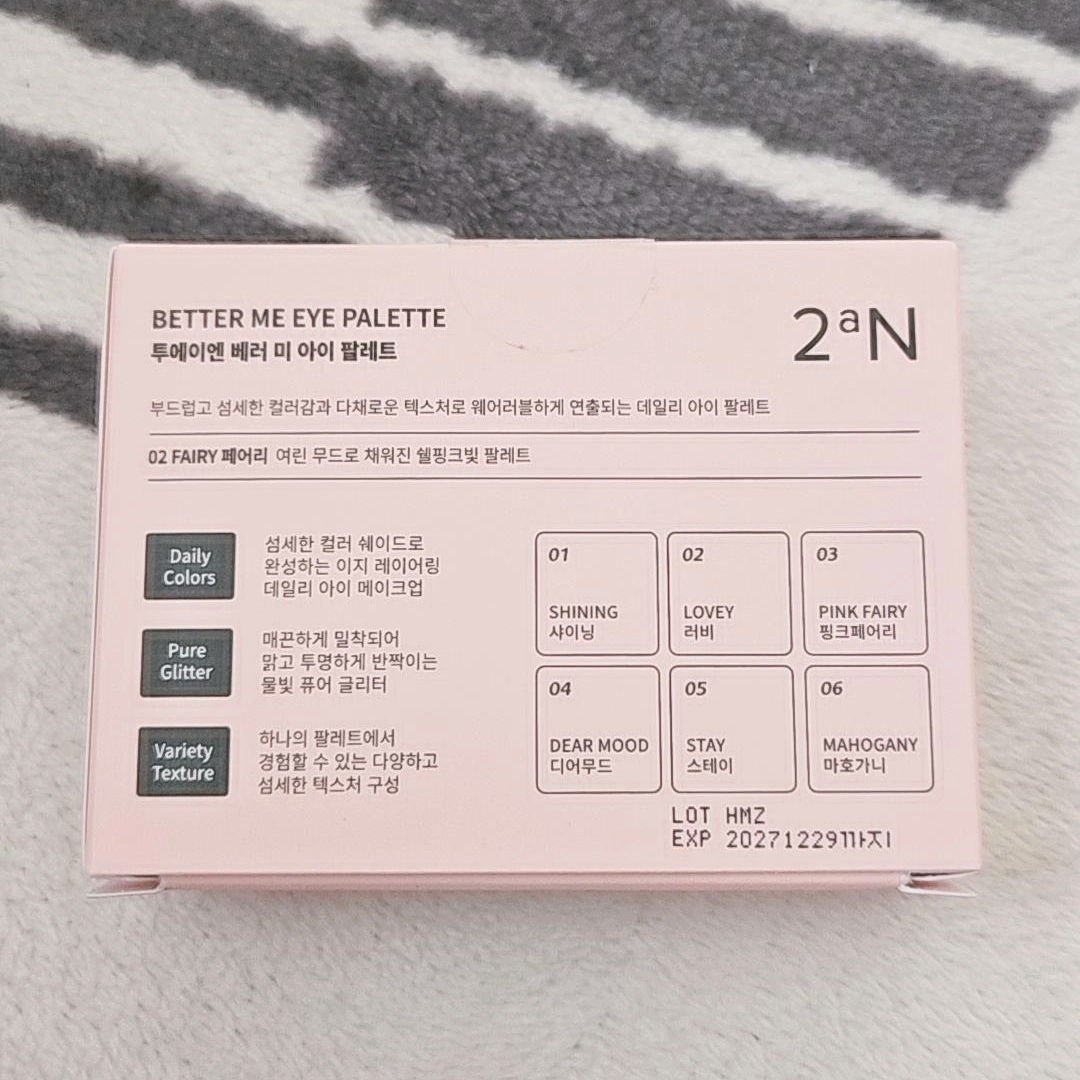 BETTER ME EYE PALETTE
2aN
투에이엔 베러 미 아이 팔레트
부드럽고 섬세한 컬러감과 다채로운 텍스처로 웨어러블하게 연출되는 데일리 아이 팔레트
02 FAIRY 페어리 여린 무드로 채워진 쉘핑크빛 팔레트
Daily
Colors
섬세한 컬러 쉐이드로
완성하는 이지 레이어링
데일리 아이 메이크업
Pure
Glitter
매끈하게 밀착되어
맑고 투명하게 반짝이는
물빛 퓨어 글리터
Variety
Texture
하나의 팔레트에서
경험할 수 있는 다양하고
섬세한 텍스처 구성
01
SHINING
샤이닝
02
LOVEY
러비
03
PINK FAIRY
핑크페어리
04
DEAR MOOD
디어무드
05
STAY
스테이
06
MAHOGANY
마호가니
LOT HMZ
EXP 20271229까지